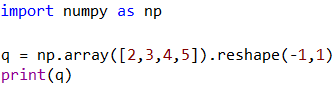 import numpy as np
q = np.array([2,3,4,5]).reshape(-1,1)
print(q)